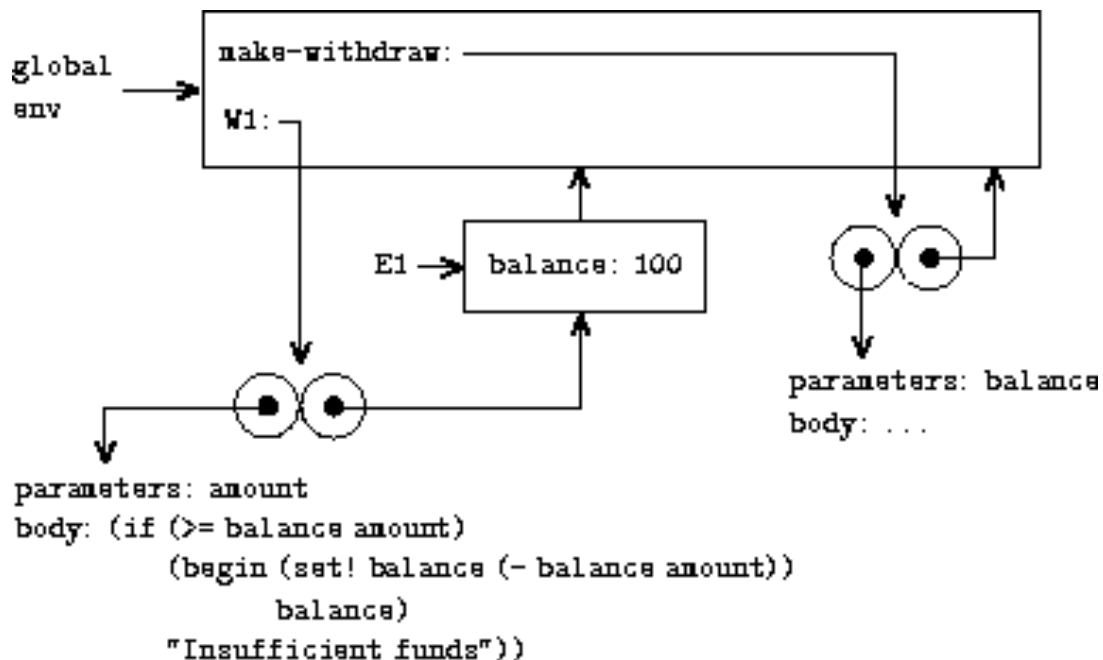 make-withdraw:
global
env
W1:
E1
balance: 100
parameters: balance
body: ...
parameters: amount
body: (if (>= balance amount)
(begin (set! balance (- balance amount))
balance)
"Insufficient funds"))